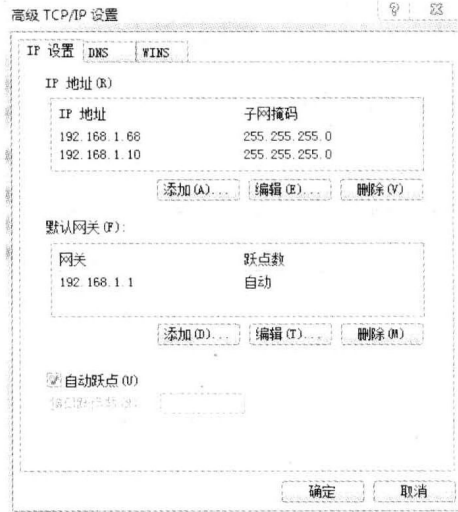 高级 TCP/IP 设置
IP 设置 DNS WINS
IP 地址(R)
IP 地址 子网掩码
192.168.1.68 255.255.255.0
192.168.1.10 255.255.255.0
添加(A)... 编辑(E)... 删除(V)
默认网关(F):
网关 跃点数
192.168.1.1 自动
添加(D)... 编辑(T)... 删除(M)
自动跃点(U)
确定 取消